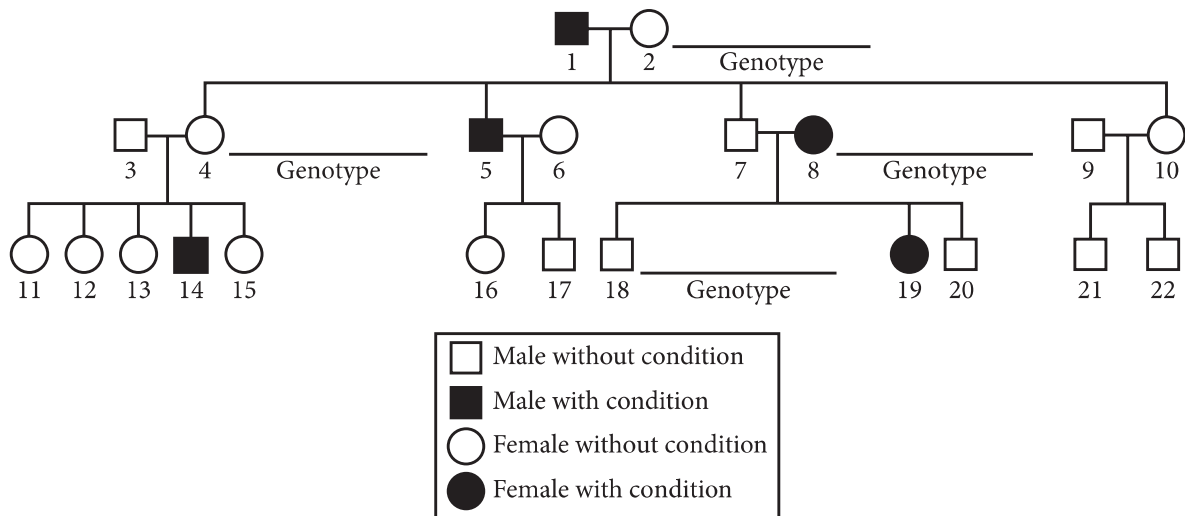 1 2 Genotype
3 4 Genotype 5 6 7 8 Genotype 9 10
11 12 13 14 15 16 17 18 Genotype 19 20 21 22
Male without condition
Male with condition
Female without condition
Female with condition